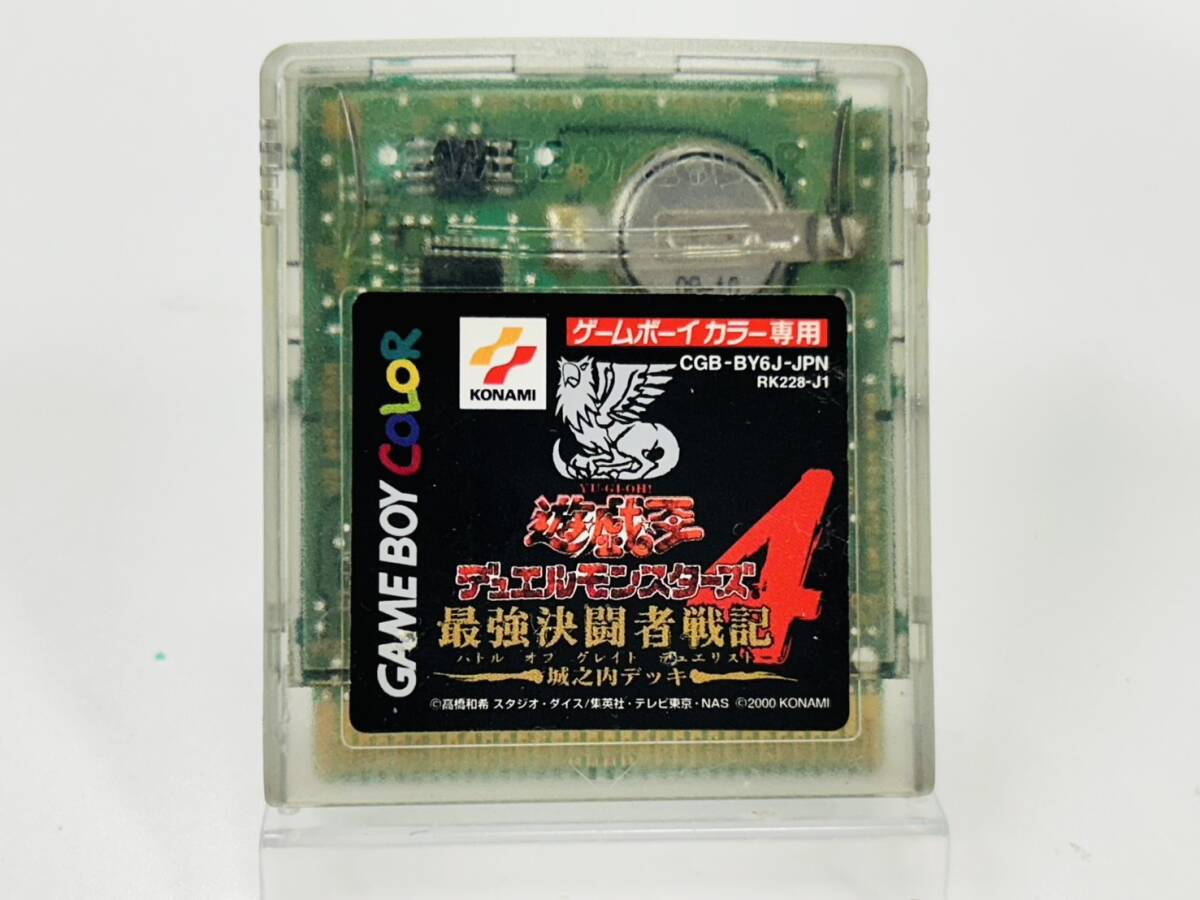 GAME BOY COLOR
GAME BOY COLOR
KONAMI
ゲームボーイカラー専用
CGB-BY6J-JPN
RK228-J1
YU-GI-OH!
遊戯王
デュエルモンスターズ
4
最強決闘者戦記
バトル オブ グレイト デュエリスト
城之内デッキ
©高橋和希 スタジオ・ダイス/集英社・テレビ東京・NAS ©2000 KONAMI